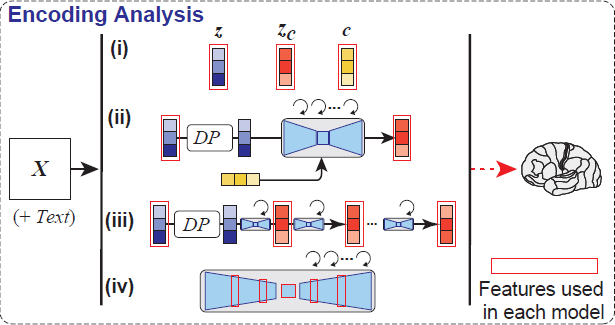 Encoding Analysis
(i)
z
z_c
c
(ii)
DP
...
X
(+ Text)
(iii)
DP
...
(iv)
...
Features used
in each model